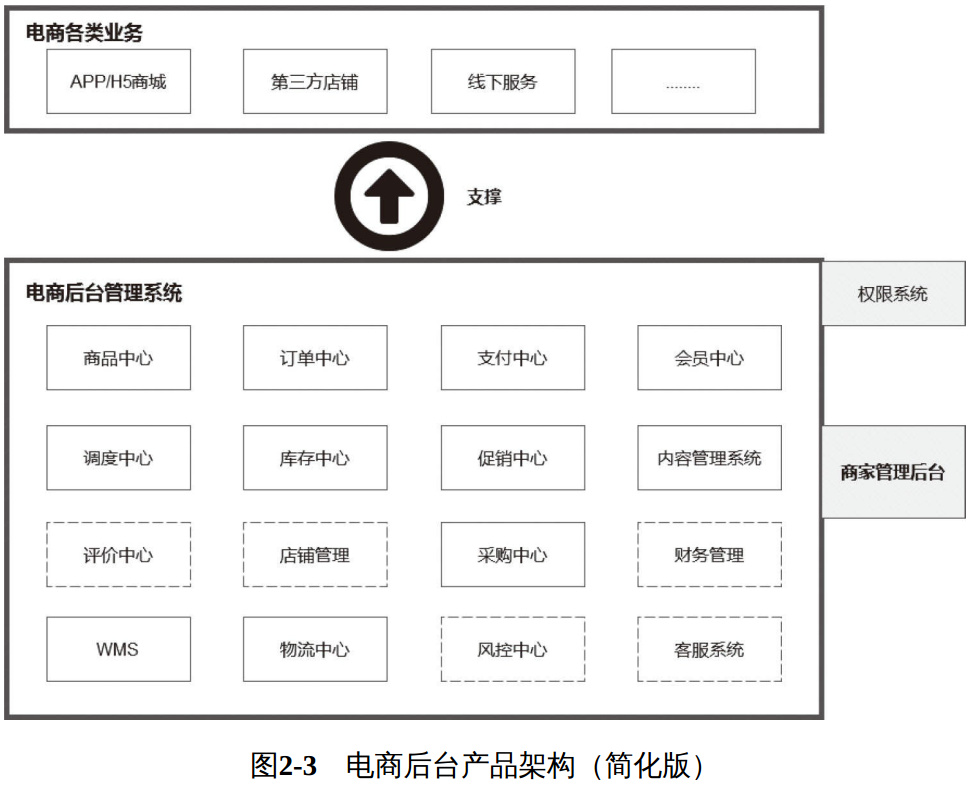 电商各类业务
APP/H5商城 第三方店铺 线下服务 ........
支撑
电商后台管理系统
权限系统
商品中心 订单中心 支付中心 会员中心
调度中心 库存中心 促销中心 内容管理系统
商家管理后台
评价中心 店铺管理 采购中心 财务管理
WMS 物流中心 风控中心 客服系统
图2-3 电商后台产品架构（简化版）